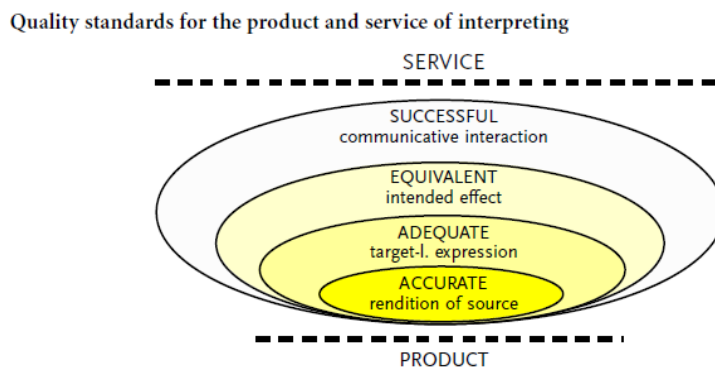 Quality standards for the product and service of interpreting
SERVICE
SUCCESSFUL
communicative interaction
EQUIVALENT
intended effect
ADEQUATE
target-l. expression
ACCURATE
rendition of source
PRODUCT